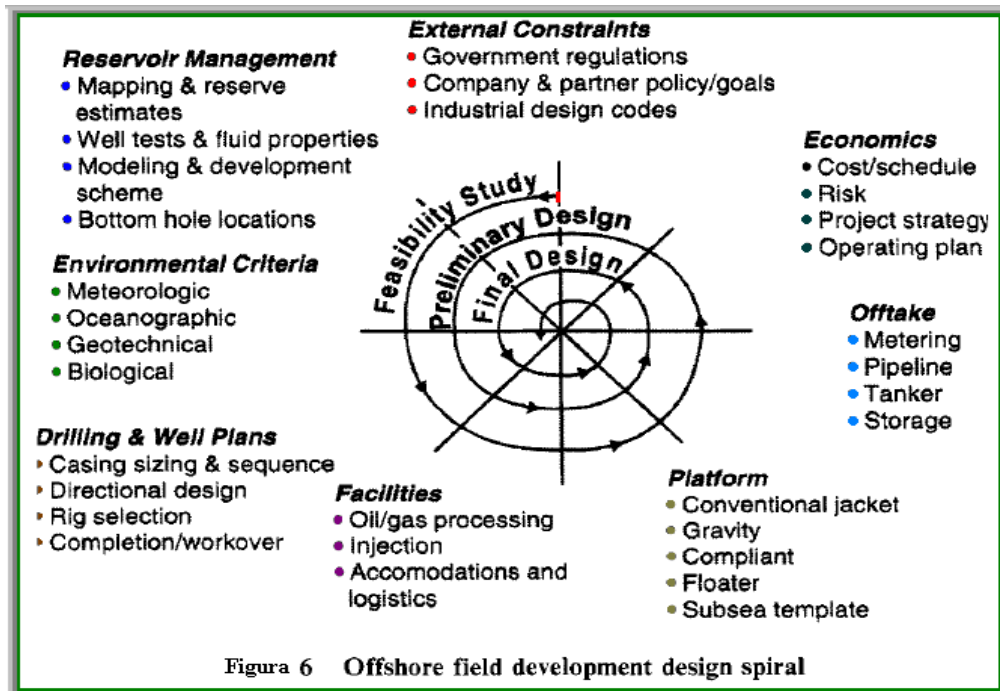 External Constraints
• Government regulations
• Company & partner policy/goals
• Industrial design codes
Reservoir Management
• Mapping & reserve
estimates
• Well tests & fluid properties
• Modeling & development
scheme
• Bottom hole locations
Environmental Criteria
• Meteorologic
• Oceanographic
• Geotechnical
• Biological
Drilling & Well Plans
Casing sizing & sequence
Directional design
Rig selection
Completion/workover
Facilities
• Oil/gas processing
• Injection
• Accomodations and
logistics
Platform
• Conventional jacket
• Gravity
• Compliant
• Floater
• Subsea template
Offtake
• Metering
• Pipeline
• Tanker
• Storage
Economics
• Cost/schedule
• Risk
• Project strategy
• Operating plan
Feasibility Study
Preliminary Design
Final Design
Figura 6 Offshore field development design spiral